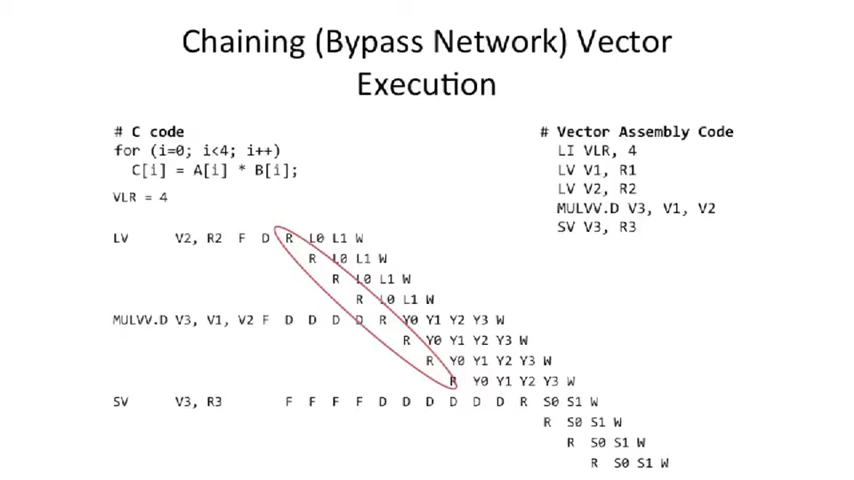 Chaining (Bypass Network) Vector
Execution
# C code
for (i=0; i<4; i++)
C[i] = A[i] * B[i];
VLR = 4
# Vector Assembly Code
LI VLR, 4
LV V1, R1
LV V2, R2
MULVV.D V3, V1, V2
SV V3, R3
LV V2, R2 F D R L0 L1 W
R L0 L1 W
R L0 L1 W
R L0 L1 W
MULVV.D V3, V1, V2 F D D D D R Y0 Y1 Y2 Y3 W
R Y0 Y1 Y2 Y3 W
R Y0 Y1 Y2 Y3 W
R Y0 Y1 Y2 Y3 W
SV V3, R3 F F F F D D D D D D R S0 S1 W
R S0 S1 W
R S0 S1 W
R S0 S1 W